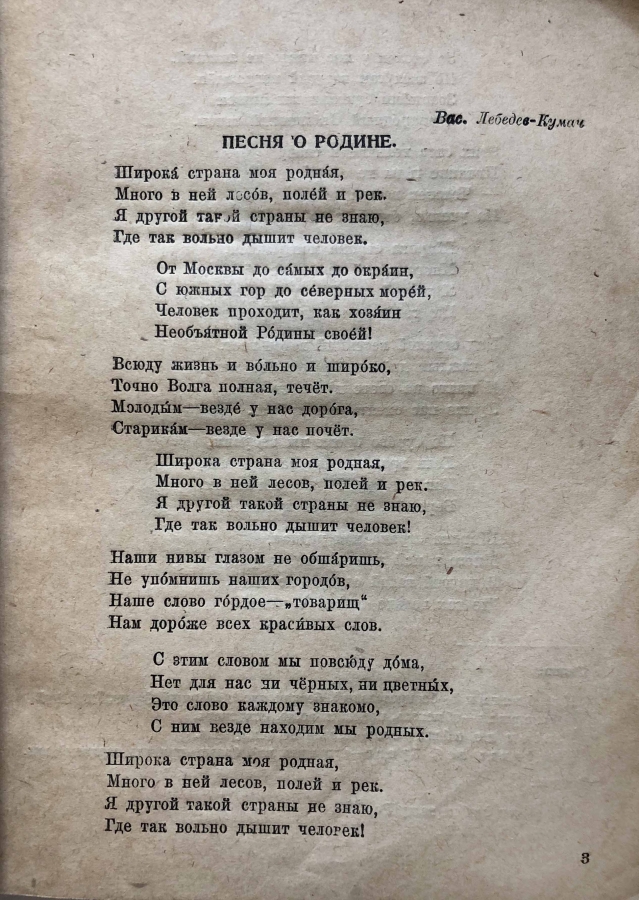 Вас. Лебедев-Кумач
ПЕСНЯ О РОДИНЕ.
Широка́ страна моя родна́я,
Много в ней лесо́в, поле́й и рек.
Я другой такой страны не знаю,
Где так вольно дышит человек.
От Москвы до са́мых до окра́ин,
С южных гор до се́верных море́й,
Человек проходит, как хозя́ин
Необъя́тной Ро́дины свое́й!
Всюду жизнь и во́льно и широ́ко,
Точно Волга полная, течёт.
Молоды́м—везде́ у нас доро́га,
Старика́м—везде у нас почёт.
Широка страна моя родная,
Много в ней лесов, полей и рек.
Я другой такой страны не знаю,
Где так вольно дышит человек!
Наши нивы глазом не обша́ришь,
Не упо́мнишь наших городо́в,
Наше слово го́рдое—„товарищ“
Нам доро́же всех краси́вых слов.
С этим словом мы повсю́ду до́ма,
Нет для нас ни чёрных, ни цветны́х,
Это слово каждому знакомо,
С ним везде находим мы родных.
Широка страна моя родная,
Много в ней лесов, полей и рек.
Я другой такой страны не знаю,
Где так вольно дышит человек!
3